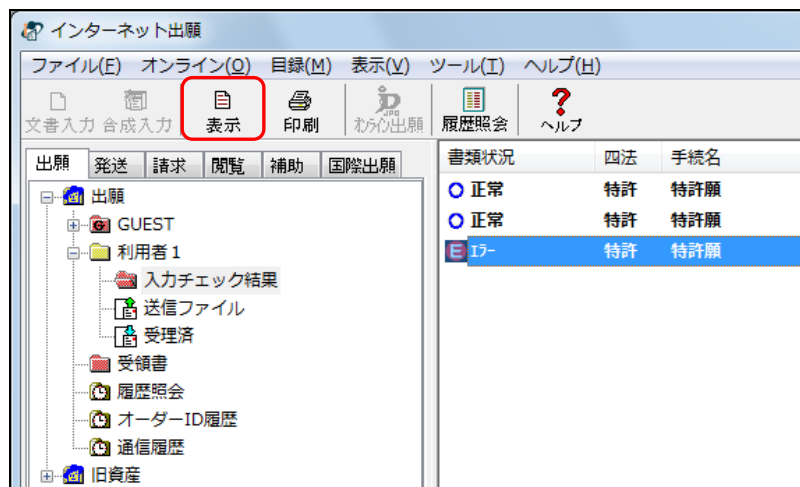 インターネット出願
ファイル(F) オンライン(O) 目録(M) 表示(V) ツール(T) ヘルプ(H)
文書入力 合成入力 表示 印刷 オンライン出願 履歴照会 ヘルプ
出願 発送 請求 閲覧 補助 国際出願
書類状況 四法 手続名
正常 特許 特許願
正常 特許 特許願
エラー 特許 特許願
出願
GUEST
利用者1
入力チェック結果
送信ファイル
受理済
受領書
履歴照会
オーダーID履歴
通信履歴
旧資産